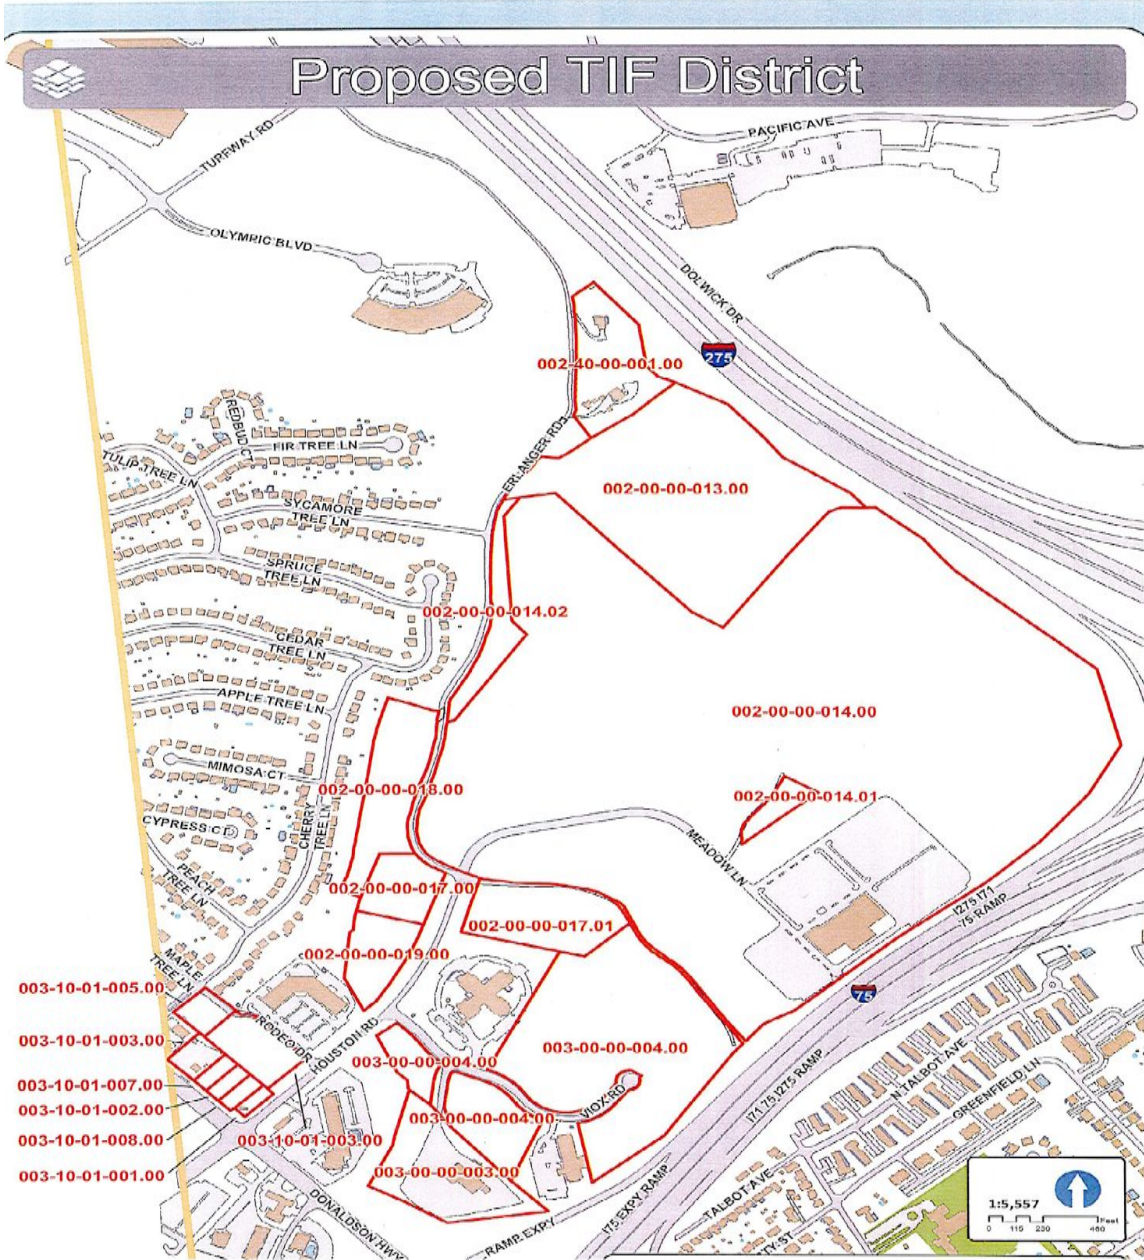 Proposed TIF District
PACIFIC AVE
TURFWAY RD
OLYMPIC BLVD
DOLWICK DR
275
002-40-00-001.00
REDBUD CT
FIR TREE LN
ERLANGER RD
TULIP TREE LN
002-00-00-013.00
SYCAMORE
TREE LN
SPRUCE
TREE LN
002-00-00-014.02
CEDAR
TREE LN
APPLE TREE LN
002-00-00-014.00
MIMOSA CT
002-00-00-018.00
002-00-00-014.01
CYPRESS CT
CHERRY
TREE LN
MEADOW LN
PEACH
TREE LN
002-00-00-017.00
I275 I71
75 RAMP
002-00-00-017.01
002-00-00-019.00
MAPLE
TREE LN
003-10-01-005.00
75
RODEO DR
HOUSTON RD
003-10-01-003.00
003-00-00-004.00
003-00-00-004.00
N TALBOT AVE
GREENFIELD LN
I71 75 I275 RAMP
003-10-01-007.00
VIOX RD
003-10-01-002.00
003-00-00-004.00
003-10-01-008.00
003-10-01-003.00
003-10-01-001.00
003-00-00-003.00
DONALDSON HWY
I75 EXPY RAMP
RAMP EXPY
TALBOT AVE
TY ST
1:5,557
0 115 230 460
Feet